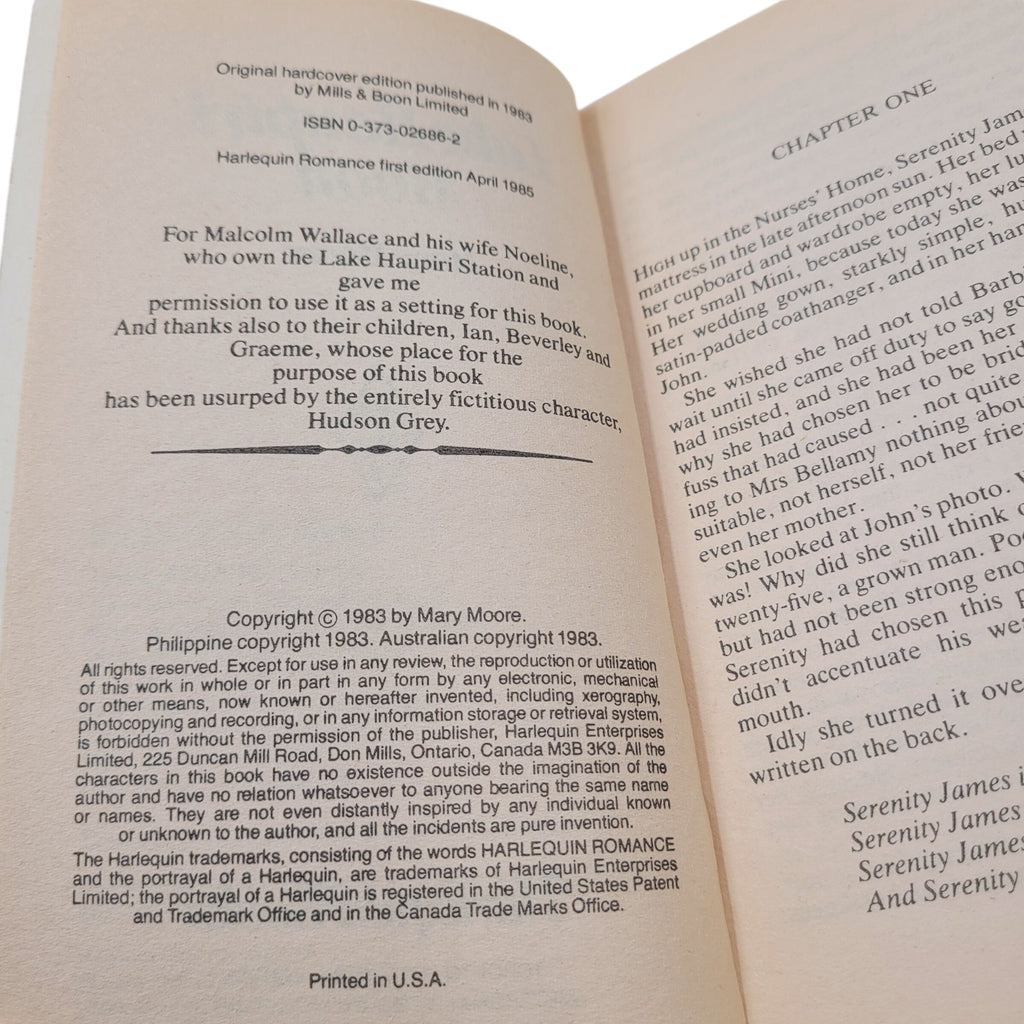 Original hardcover edition published in 1983
by Mills & Boon Limited
ISBN 0-373-02686-2
Harlequin Romance first edition April 1985
For Malcolm Wallace and his wife Noeline,
who own the Lake Haupiri Station and
gave me
permission to use it as a setting for this book.
And thanks also to their children, Ian, Beverley and
Graeme, whose place for the
purpose of this book
has been usurped by the entirely fictitious character,
Hudson Grey.
Copyright © 1983 by Mary Moore.
Philippine copyright 1983. Australian copyright 1983.
All rights reserved. Except for use in any review, the reproduction or utilization
of this work in whole or in part in any form by any electronic, mechanical
or other means, now known or hereafter invented, including xerography,
photocopying and recording, or in any information storage or retrieval system,
is forbidden without the permission of the publisher, Harlequin Enterprises
Limited, 225 Duncan Mill Road, Don Mills, Ontario, Canada M3B 3K9. All the
characters in this book have no existence outside the imagination of the
author and have no relation whatsoever to anyone bearing the same name
or names. They are not even distantly inspired by any individual known
or unknown to the author, and all the incidents are pure invention.
The Harlequin trademarks, consisting of the words HARLEQUIN ROMANCE
and the portrayal of a Harlequin, are trademarks of Harlequin Enterprises
Limited; the portrayal of a Harlequin is registered in the United States Patent
and Trademark Office and in the Canada Trade Marks Office.
Printed in U.S.A.
CHAPTER ONE
HIGH up in the Nurses' Home, Serenity Jam
mattress in the late afternoon sun. Her bed
her cupboard and wardrobe empty, her lu
in her small Mini, because today she was
Her wedding gown, starkly simple, hu
satin-padded coathanger, and in her han
John.
She wished she had not told Barb
wait until she came off duty to say go
had insisted, and she had been her
why she had chosen her to be brid
fuss that had caused . . . not quite
ing to Mrs Bellamy nothing abou
suitable, not herself, not her frie
even her mother.
She looked at John's photo. W
was! Why did she still think o
twenty-five, a grown man. Poo
but had not been strong eno
Serenity had chosen this p
didn't accentuate his wea
mouth.
Idly she turned it ove
written on the back.
Serenity James i
Serenity James
Serenity James
And Serenity